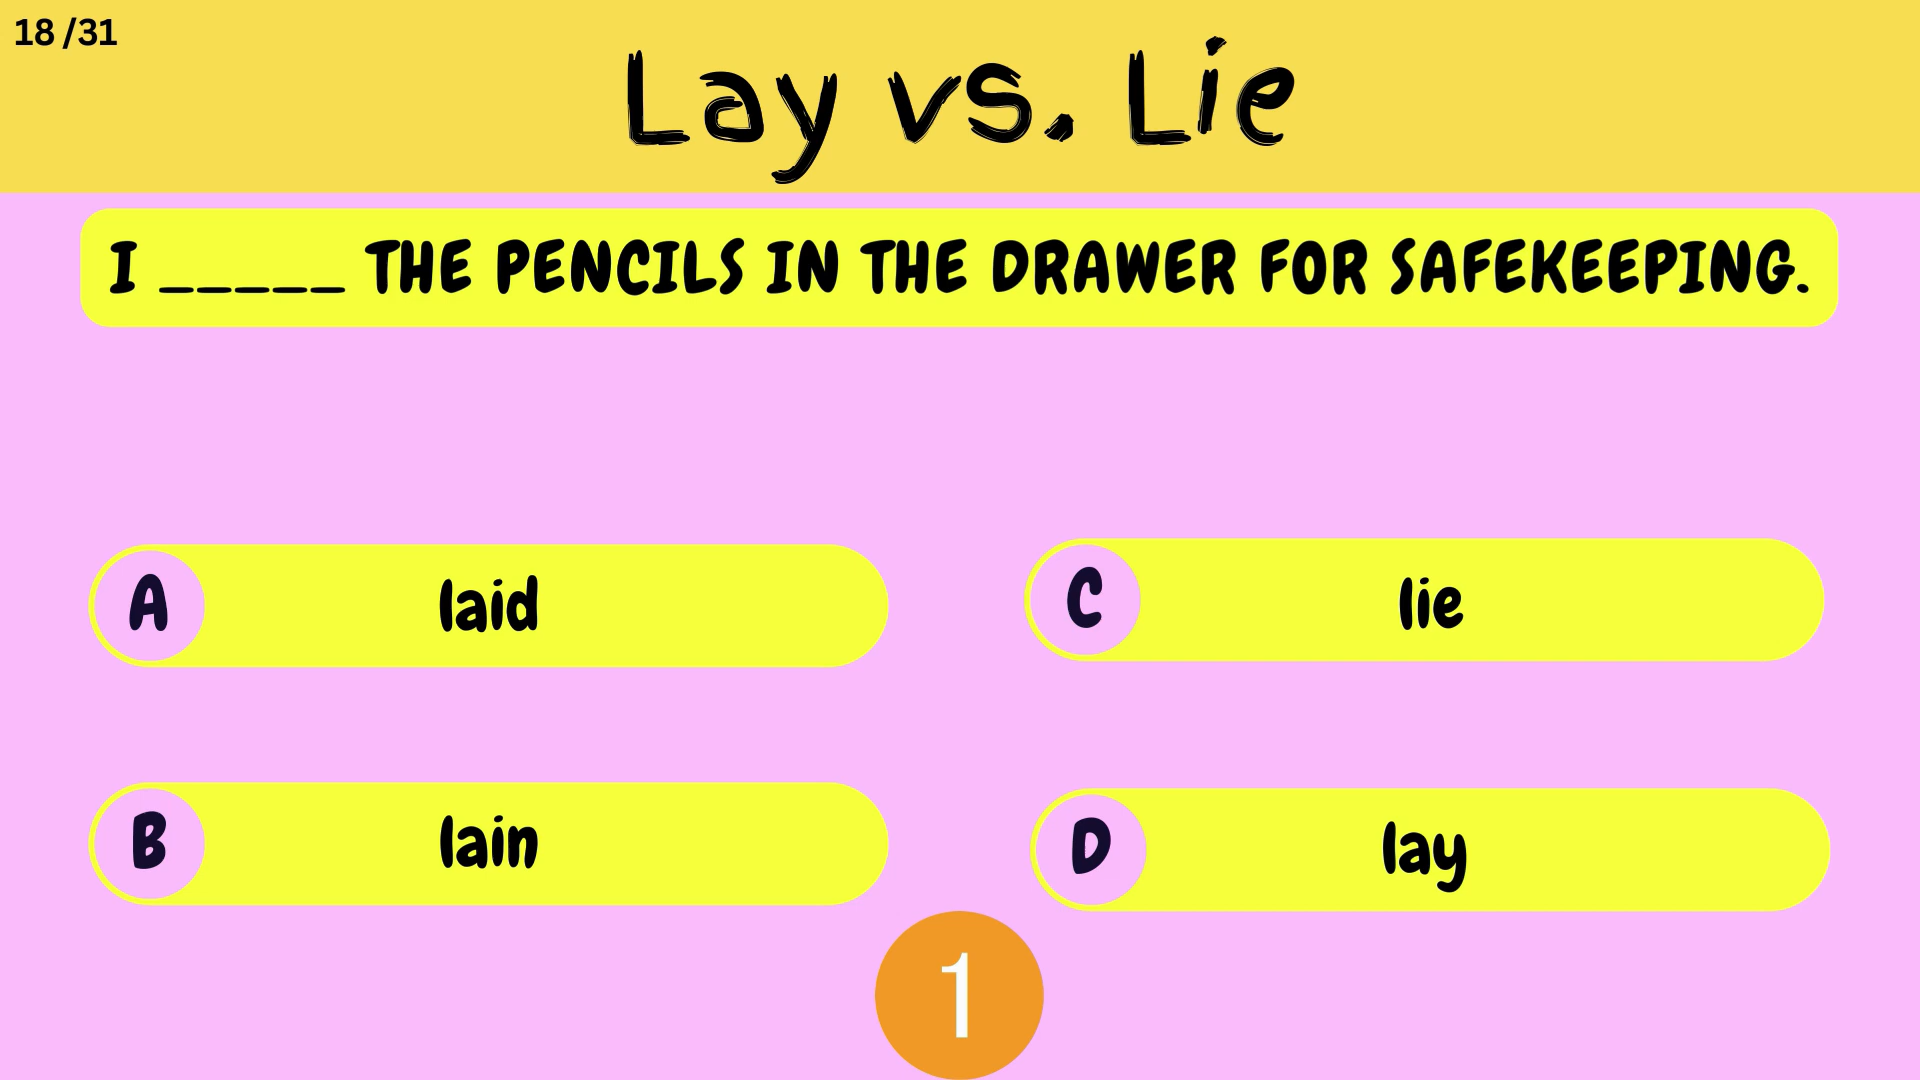 18 /31
Lay vs. Lie
I _____ THE PENCILS IN THE DRAWER FOR SAFEKEEPING.
A laid
C lie
B lain
D lay
1